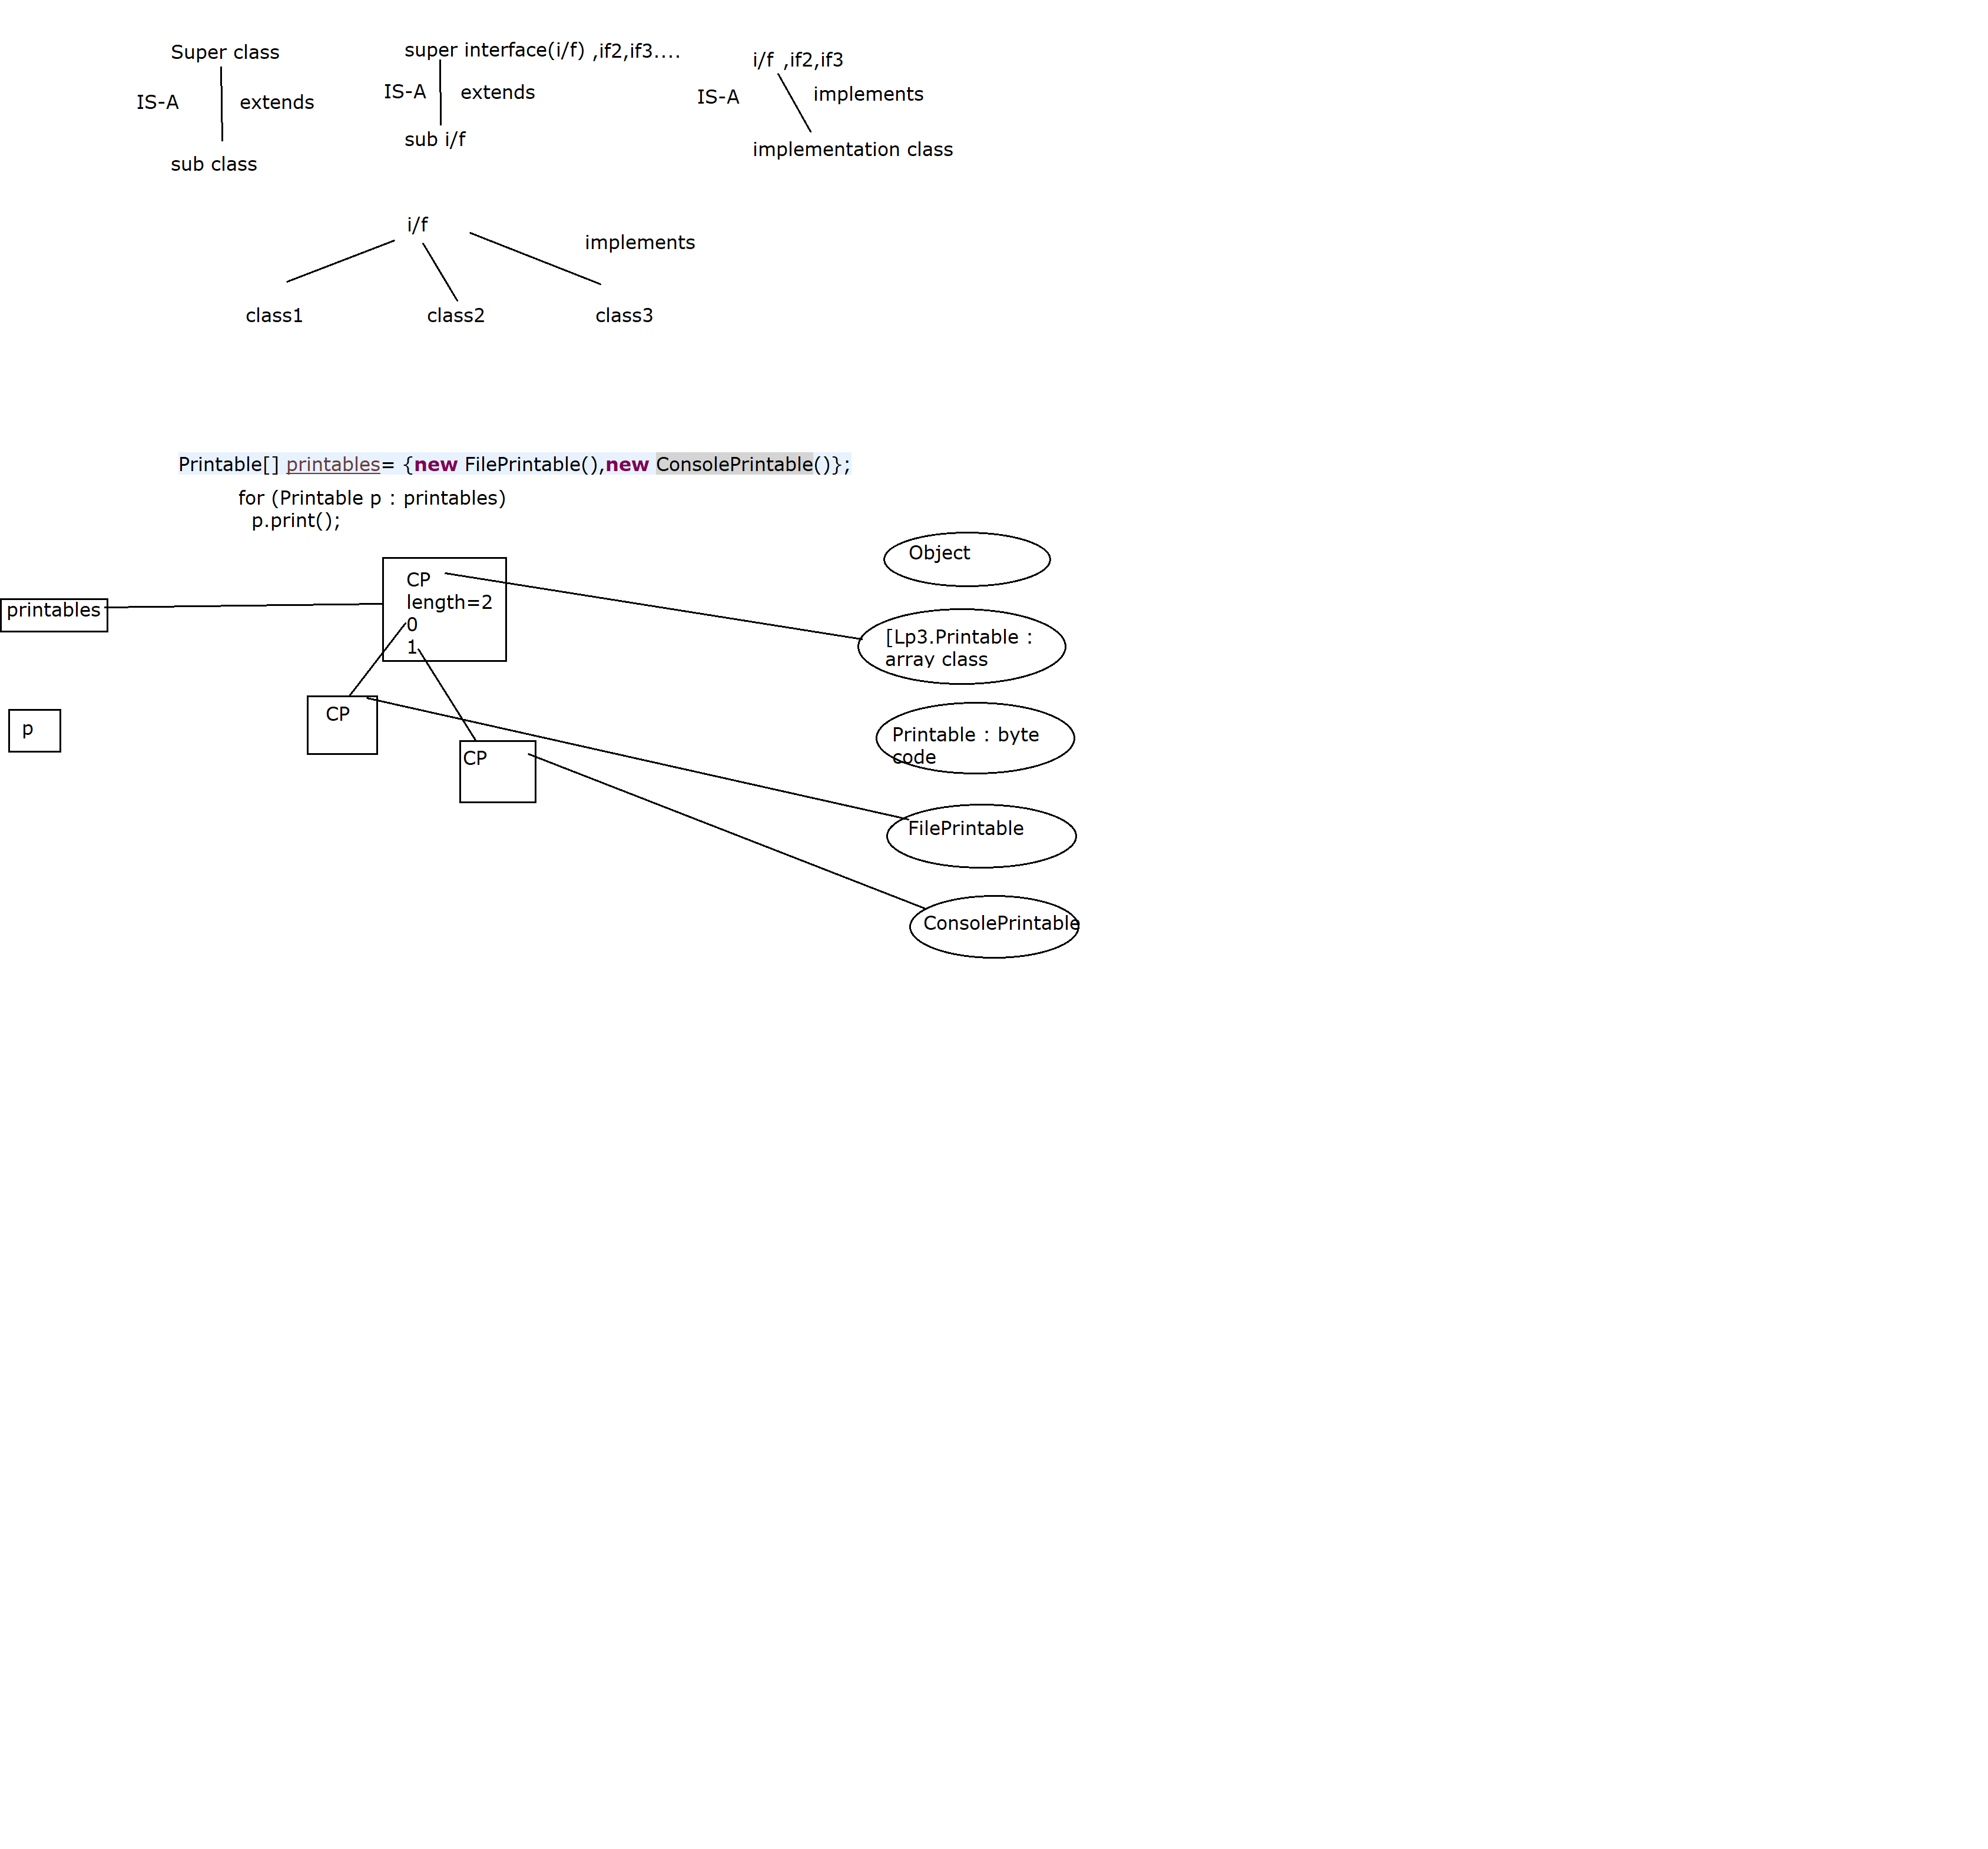 Super class
IS-A
extends
sub class
super interface(i/f) ,if2,if3....
IS-A
extends
sub i/f
i/f ,if2,if3
IS-A
implements
implementation class
i/f
implements
class1
class2
class3
Printable[] printables= {new FilePrintable(),new ConsolePrintable()};
for (Printable p : printables)
p.print();
printables
CP
length=2
0
1
p
CP
CP
Object
[Lp3.Printable :
array class
Printable : byte
code
FilePrintable
ConsolePrintable